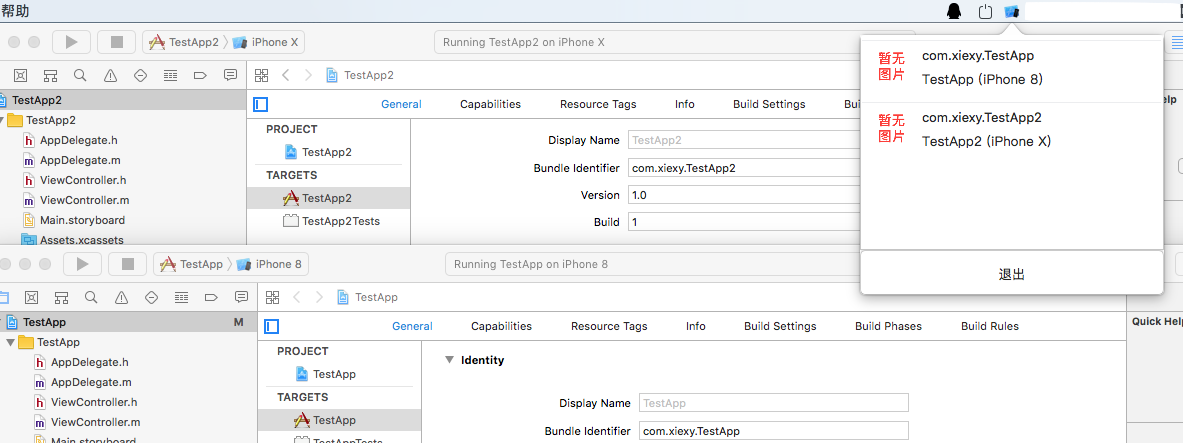 帮助
TestApp2 iPhone X Running TestApp2 on iPhone X
TestApp2
TestApp2
General Capabilities Resource Tags Info Build Settings Bu
TestApp2
AppDelegate.h
AppDelegate.m
ViewController.h
ViewController.m
Main.storyboard
Assets.xcassets
PROJECT
TestApp2
TARGETS
TestApp2
TestApp2Tests
Display Name TestApp2
Bundle Identifier com.xiexy.TestApp2
Version 1.0
Build 1
暂无
图片
com.xiexy.TestApp
TestApp (iPhone 8)
暂无
图片
com.xiexy.TestApp2
TestApp2 (iPhone X)
退出
elp
TestApp iPhone 8 Running TestApp on iPhone 8
TestApp
TestApp M
General Capabilities Resource Tags Info Build Settings Build Phases Build Rules
Quick Help
TestApp
AppDelegate.h
AppDelegate.m
ViewController.h
ViewController.m
Main.storyboard
PROJECT
TestApp
TARGETS
TestApp
TestAppTests
Identity
Display Name TestApp
Bundle Identifier com.xiexy.TestApp